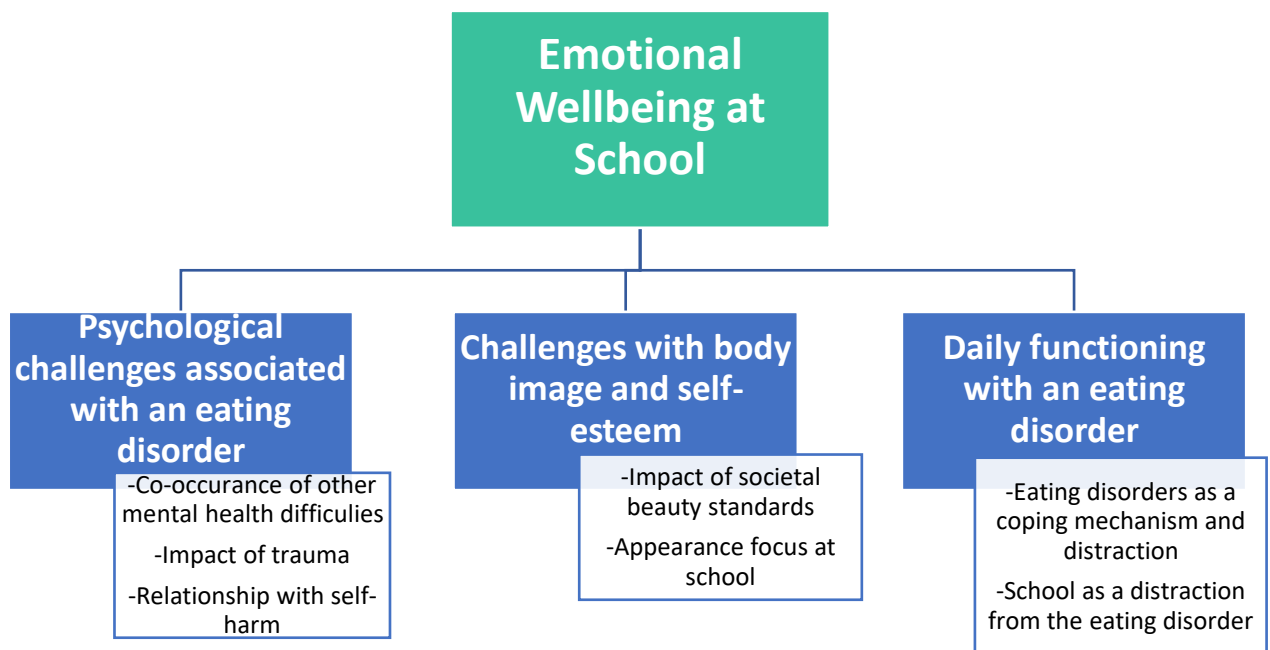 Emotional
Wellbeing at
School
Psychological
challenges associated
with an eating
disorder
-Co-occurance of other
mental health difficulies
-Impact of trauma
-Relationship with self-
harm
Challenges with body
image and self-
esteem
-Impact of societal
beauty standards
-Appearance focus at
school
Daily functioning
with an eating
disorder
-Eating disorders as a
coping mechanism and
distraction
-School as a distraction
from the eating disorder